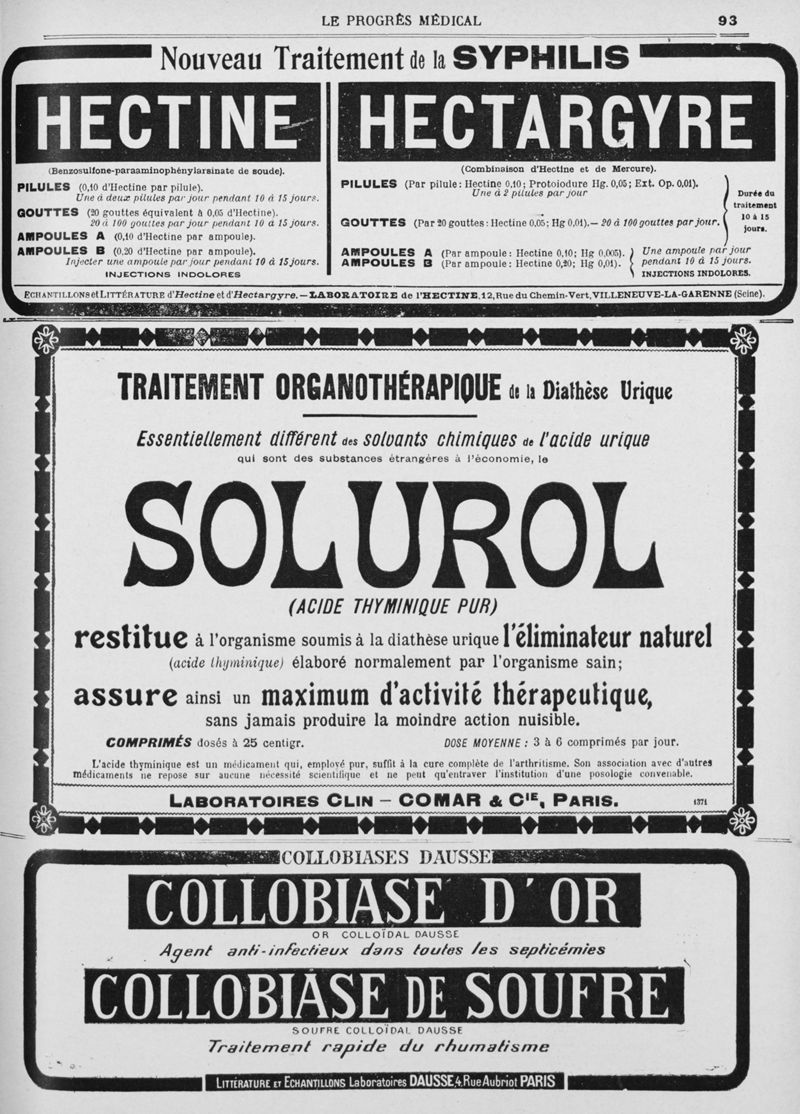 LE PROGRÈS MÉDICAL 93
Nouveau Traitement de la SYPHILIS
HECTINE
(Benzosulfone-paraaminophénylarsinate de soude).
PILULES (0,10 d'Hectine par pilule).
Une à deux pilules par jour pendant 10 à 15 jours.
GOUTTES (20 gouttes équivalent à 0,05 d'Hectine).
20 à 100 gouttes par jour pendant 10 à 15 jours.
AMPOULES A (0,10 d'Hectine par ampoule).
AMPOULES B (0,20 d'Hectine par ampoule).
Injecter une ampoule par jour pendant 10 à 15 jours.
INJECTIONS INDOLORES
HECTARGYRE
(Combinaison d'Hectine et de Mercure).
PILULES (Par pilule: Hectine 0,10; Protoiodure Hg. 0,05; Ext. Op. 0,01).
Une à 2 pilules par jour
GOUTTES (Par 20 gouttes: Hectine 0,05; Hg 0,01).— 20 à 100 gouttes par jour.
Durée du
traitement
10 à 15
jours.
AMPOULES A (Par ampoule: Hectine 0,10; Hg 0,005).
AMPOULES B (Par ampoule: Hectine 0,20; Hg 0,01).
Une ampoule par jour
pendant 10 à 15 jours.
INJECTIONS INDOLORES.
ECHANTILLONS et LITTÉRATURE d'Hectine et d'Hectargyre.—LABORATOIRE de l'HECTINE, 12, Rue du Chemin-Vert, VILLENEUVE-LA-GARENNE (Seine).
TRAITEMENT ORGANOTHÉRAPIQUE de la Diathèse Urique
Essentiellement différent des solvants chimiques de l'acide urique
qui sont des substances étrangères à l'économie, le
SOLUROL
(ACIDE THYMINIQUE PUR)
restitue à l'organisme soumis à la diathèse urique l'éliminateur naturel
(acide thyminique) élaboré normalement par l'organisme sain;
assure ainsi un maximum d'activité thérapeutique,
sans jamais produire la moindre action nuisible.
COMPRIMÉS dosés à 25 centigr. DOSE MOYENNE : 3 à 6 comprimés par jour.
L'acide thyminique est un médicament qui, employé pur, suffit à la cure complète de l'arthritisme. Son association avec d'autres
médicaments ne repose sur aucune nécessité scientifique et ne peut qu'entraver l'institution d'une posologie convenable.
LABORATOIRES CLIN — COMAR & CIE, PARIS. 1371
COLLOBIASES DAUSSE
COLLOBIASE D'OR
OR COLLOÏDAL DAUSSE
Agent anti-infectieux dans toutes les septicémies
COLLOBIASE DE SOUFRE
SOUFRE COLLOÏDAL DAUSSE
Traitement rapide du rhumatisme
LITTÉRATURE ET ECHANTILLONS Laboratoires DAUSSE, 4, Rue Aubriot PARIS